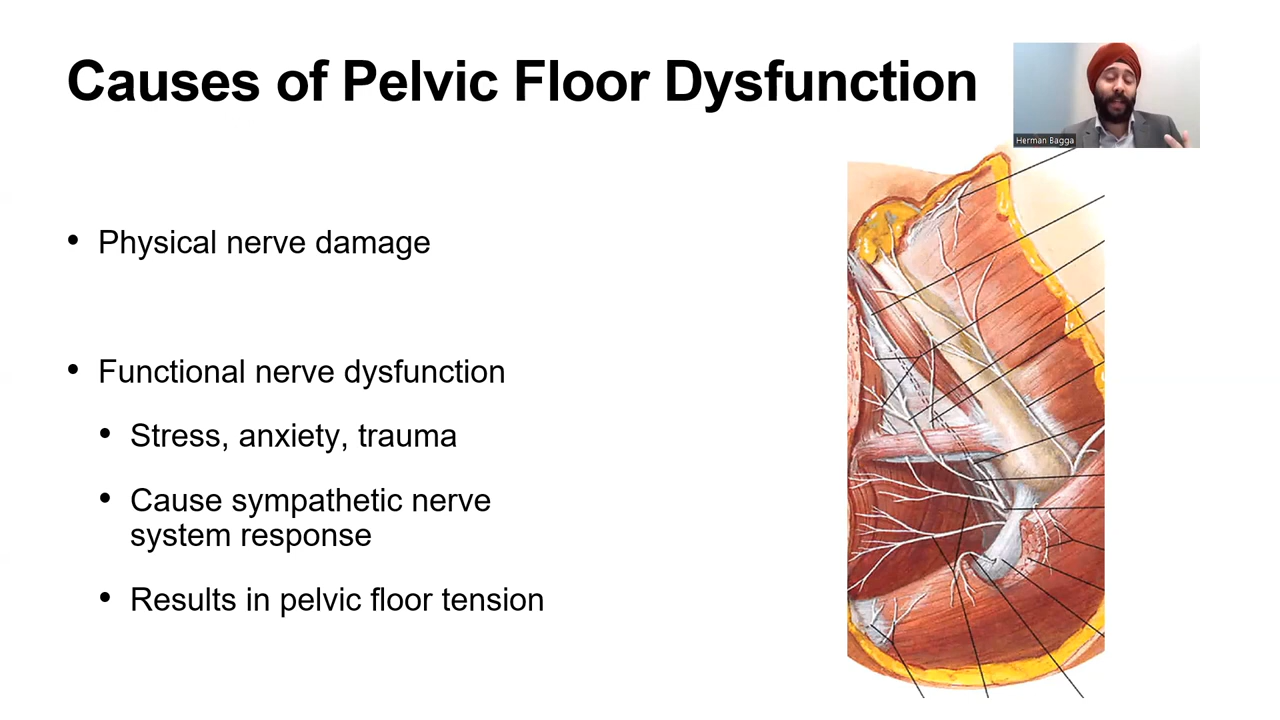 Causes of Pelvic Floor Dysfunction
Herman Bagga
• Physical nerve damage
• Functional nerve dysfunction
• Stress, anxiety, trauma
• Cause sympathetic nerve
system response
• Results in pelvic floor tension